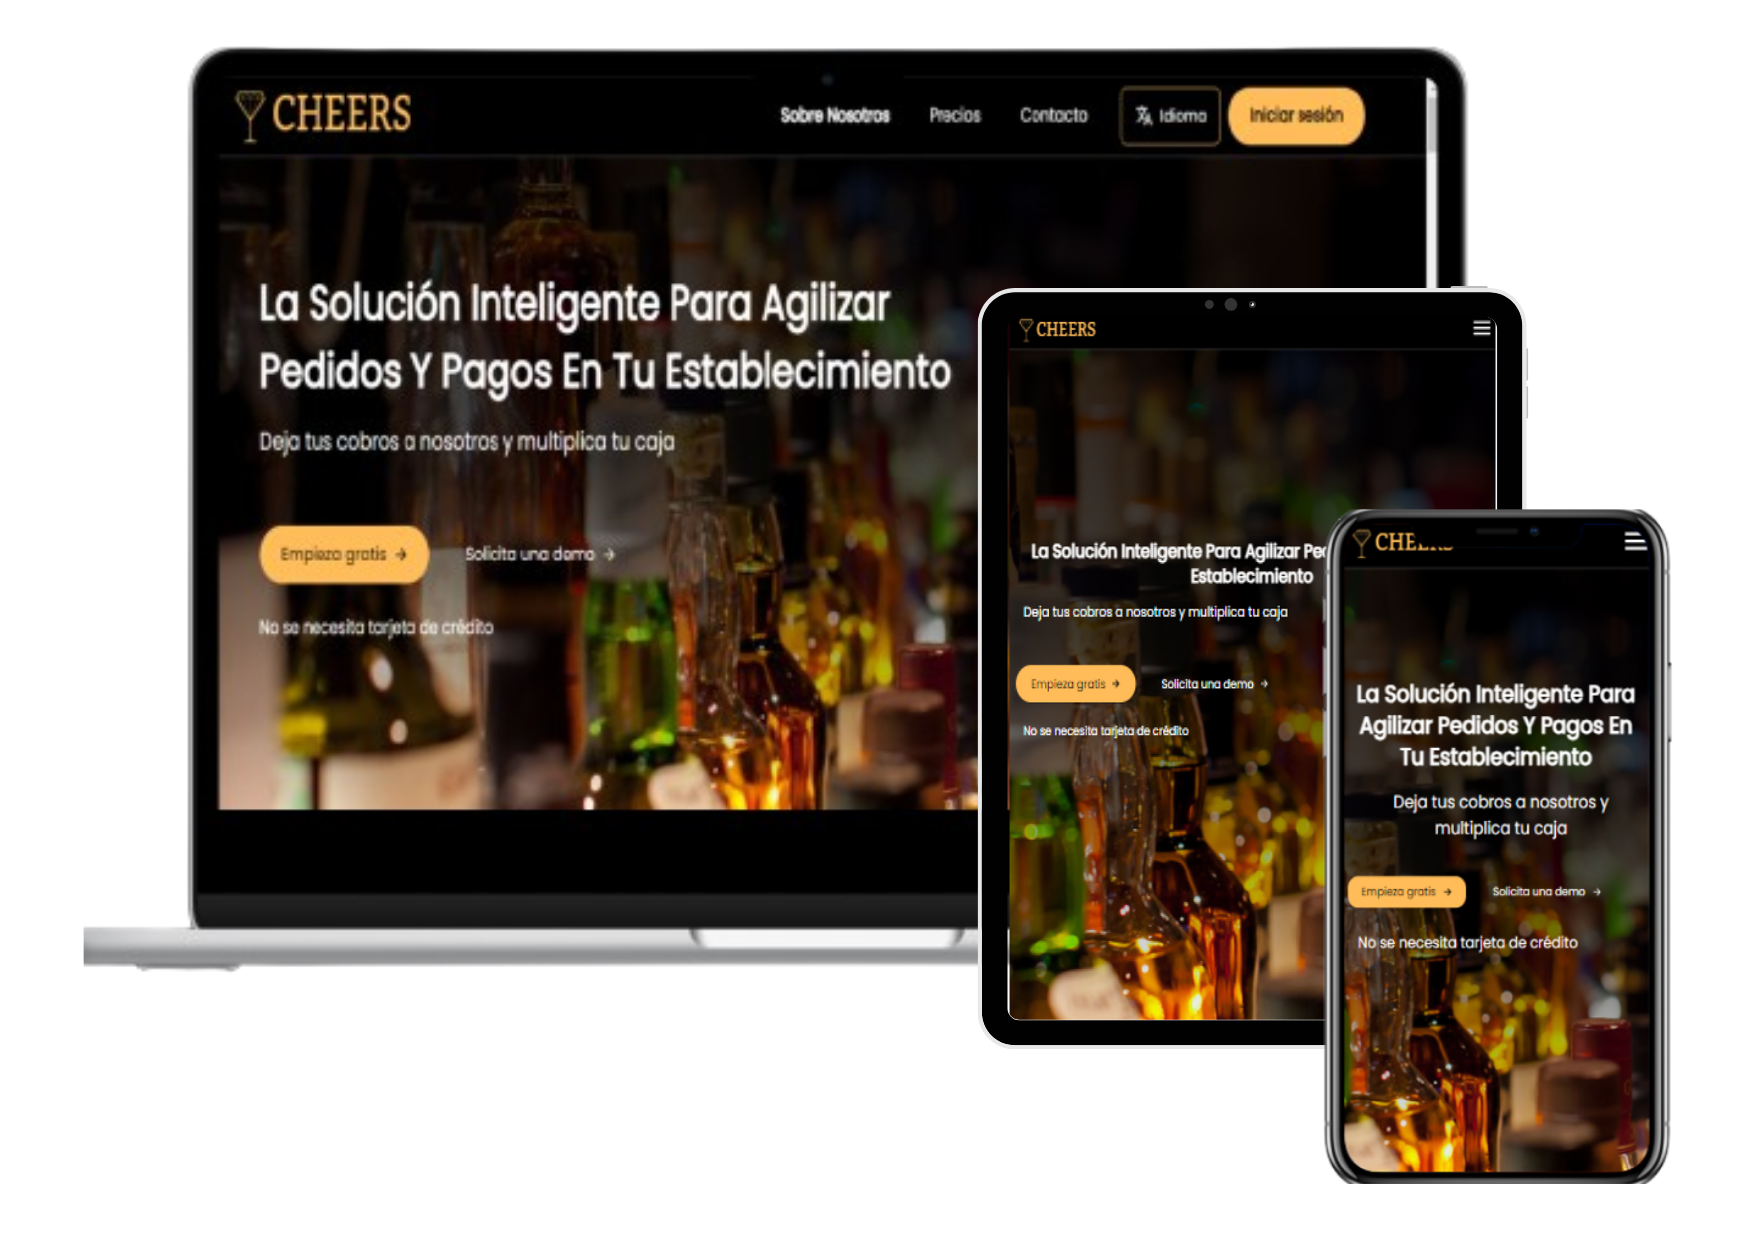 CHEERS
Sobre Nosotros
Precios
Contacto
Idioma
Iniciar sesión
La Solución Inteligente Para Agilizar
Pedidos Y Pagos En Tu Establecimiento
Deja tus cobros a nosotros y multiplica tu caja
Empieza gratis →
Solicita una demo →
No se necesita tarjeta de crédito
CHEERS
La Solución Inteligente Para Agilizar
Establecimiento
Deja tus cobros a nosotros y multiplica tu caja
Empieza gratis →
Solicita una demo →
No se necesita tarjeta de crédito
CHEERS
La Solución Inteligente Para
Agilizar Pedidos Y Pagos En
Tu Establecimiento
Deja tus cobros a nosotros y
multiplica tu caja
Empieza gratis →
Solicita una demo →
No se necesita tarjeta de crédito